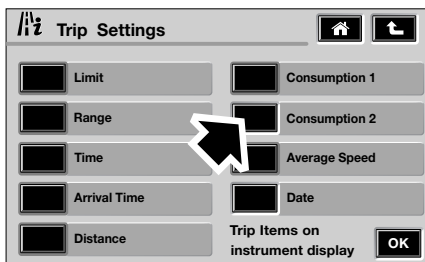 Trip Settings
Limit
Range
Time
Arrival Time
Distance
Consumption 1
Consumption 2
Average Speed
Date
Trip Items on
instrument display
OK